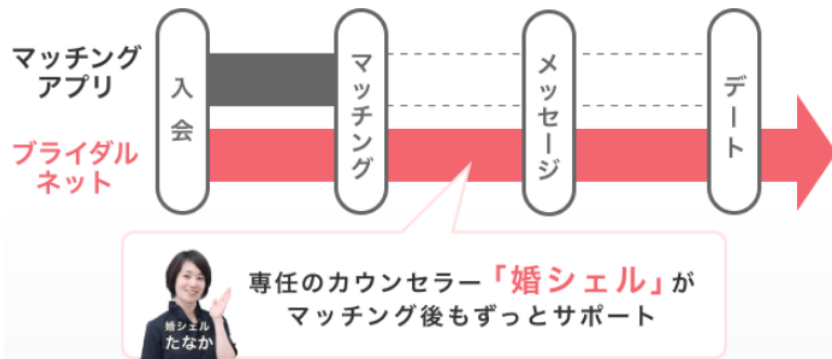 マッチング
アプリ
ブライダル
ネット
入会
マッチング
メッセージ
デート
専任のカウンセラー「婚シェル」が
マッチング後もずっとサポート
婚シェル
たなか